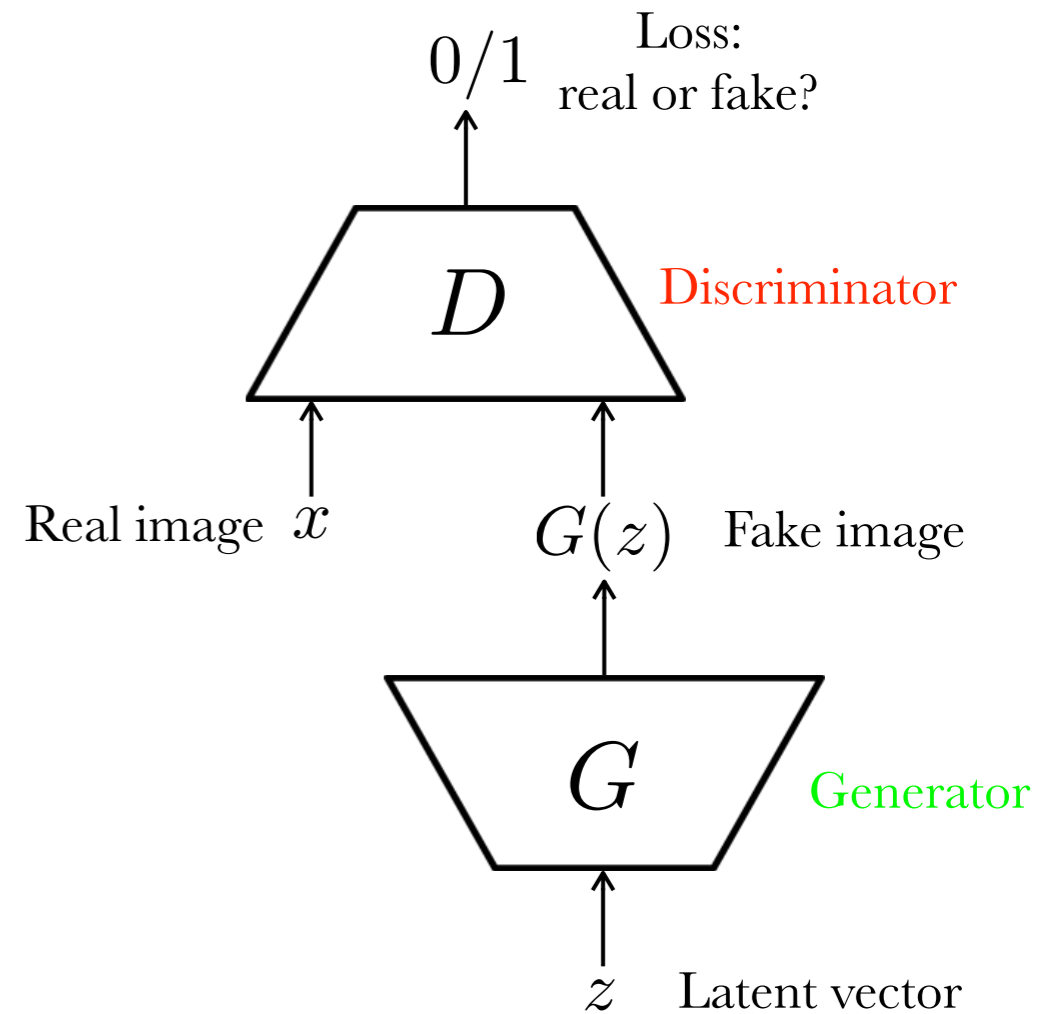 0/1
Loss:
real or fake?
D
Discriminator
Real image x
G(z) Fake image
G
Generator
z Latent vector